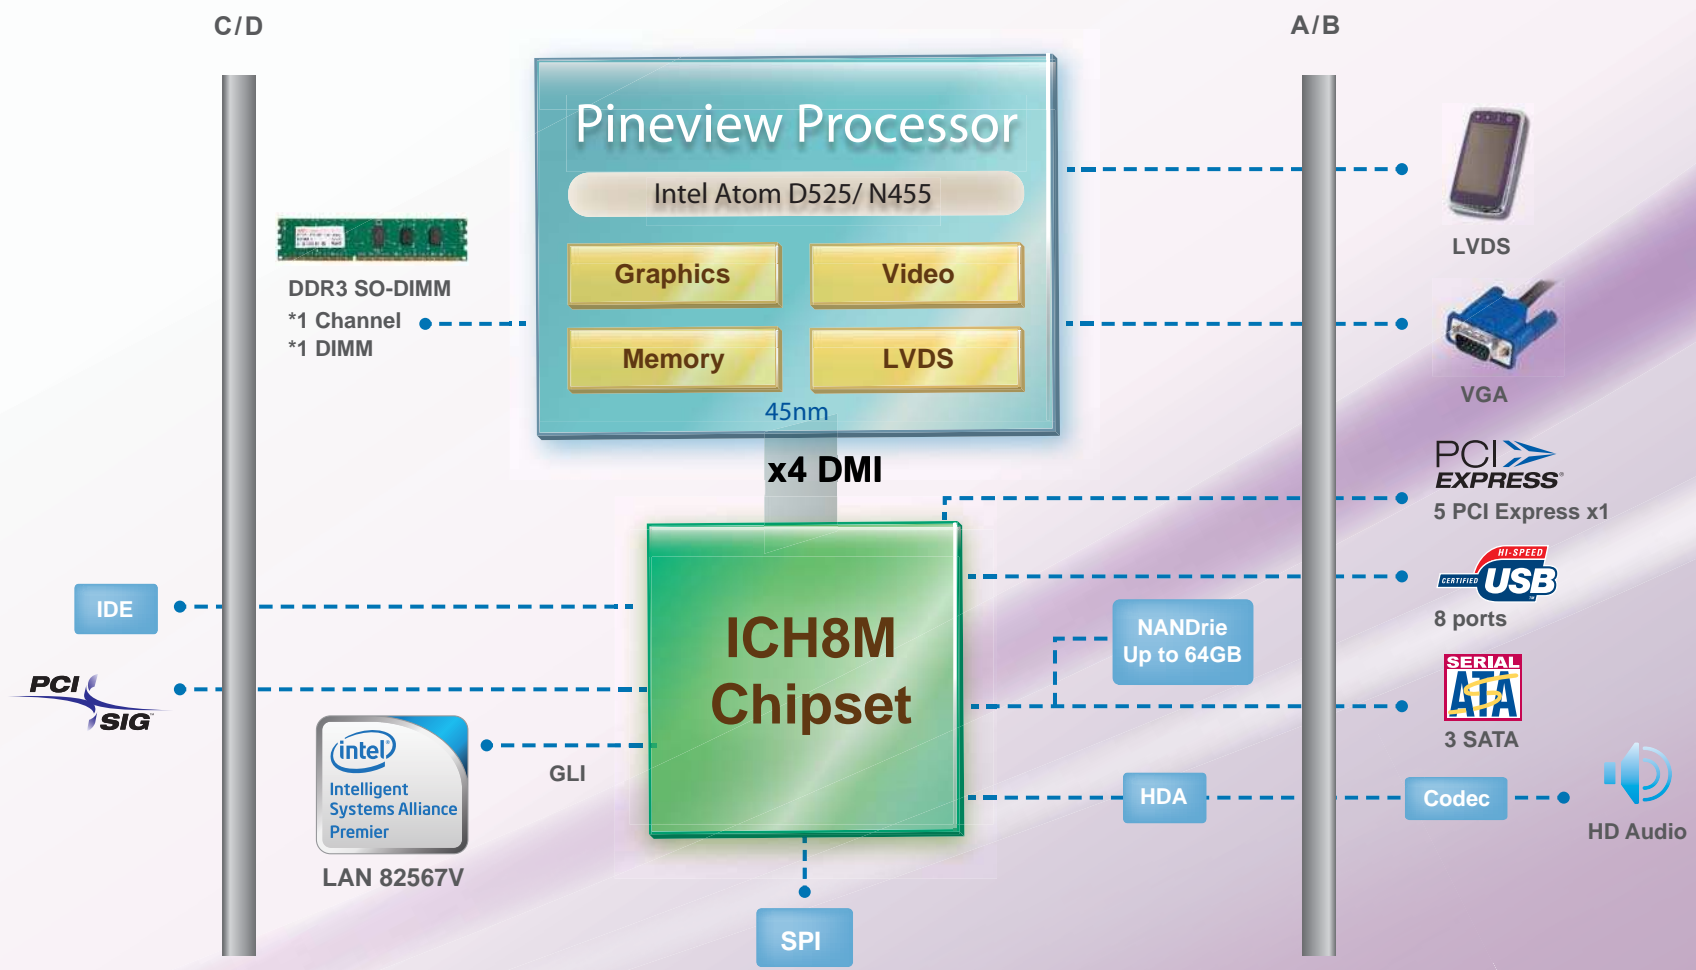 C/D
A/B
Pineview Processor
Intel Atom D525/ N455
Graphics
Video
Memory
LVDS
45nm
DDR3 SO-DIMM
*1 Channel
*1 DIMM
LVDS
VGA
x4 DMI
PCI
EXPRESS
5 PCI Express x1
HI-SPEED
CERTIFIED
USB
8 ports
IDE
ICH8M
Chipset
NANDrie
Up to 64GB
PCI
SIG
SERIAL
ATA
3 SATA
intel
Intelligent
Systems Alliance
Premier
GLI
LAN 82567V
HDA
Codec
HD Audio
SPI